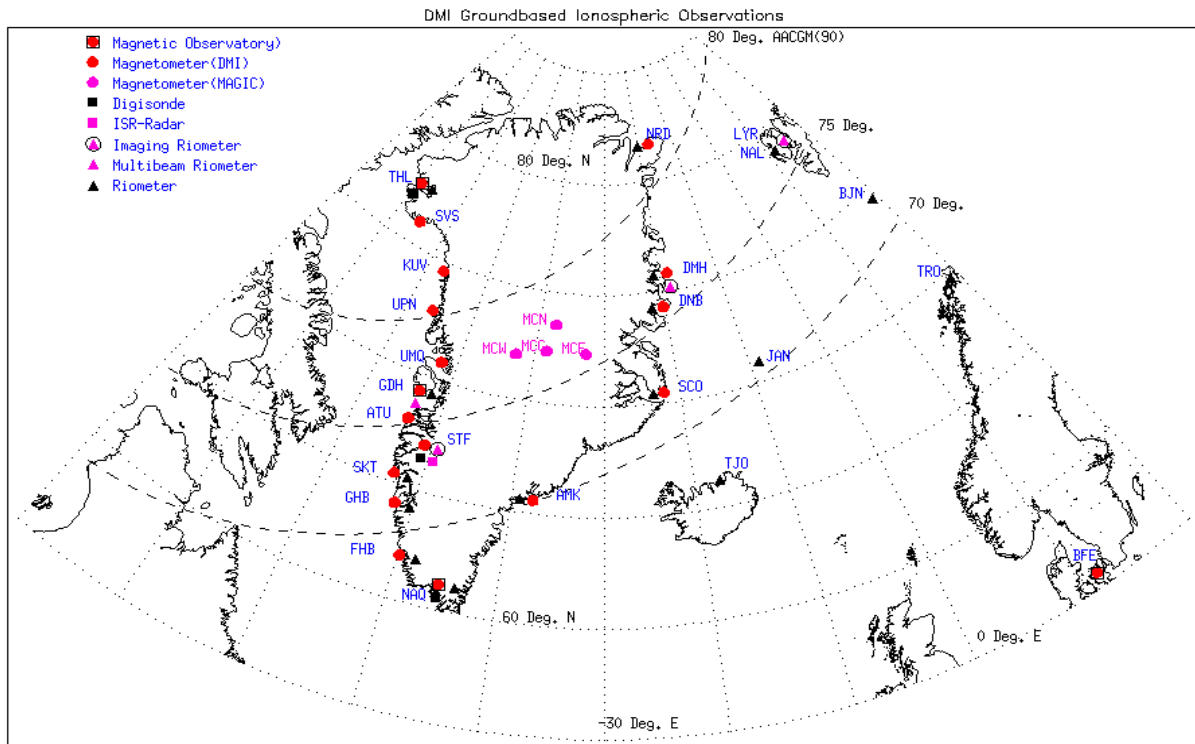 DMI Groundbased Ionospheric Observations
80 Deg. AACGM(90)
Magnetic Observatory)
Magnetometer(DMI)
Magnetometer(MAGIC)
Digisonde
ISR-Radar
Imaging Riometer
Multibeam Riometer
Riometer
75 Deg.
NRD
LYR
NAL
80 Deg. N
THL
BJN
70 Deg.
SVS
KUV
DMH
TRO
UPN
DNB
MCN
MCW
MCG
MCE
UMQ
JAN
GDH
SCO
ATU
STF
SKT
TJO
GHB
AMK
FHB
BFE
NAQ
60 Deg. N
0 Deg. E
-30 Deg. E